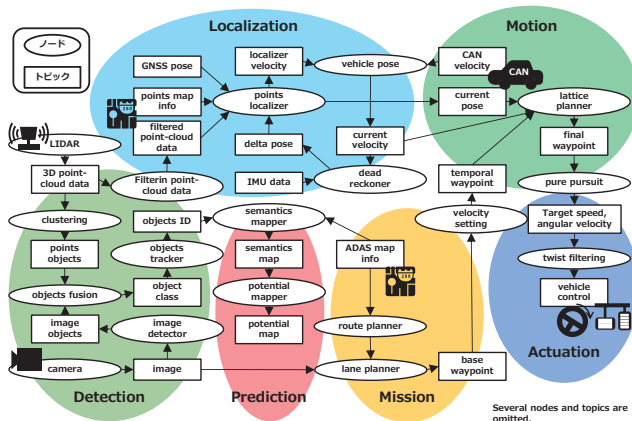 ノード
トピック
Localization
Motion
GNSS pose
localizer
velocity
vehicle pose
CAN
velocity
CAN
points map
info
points
localizer
current
pose
lattice
planner
filtered
point-cloud
data
delta pose
current
velocity
final
waypoint
LIDAR
3D point-
cloud data
Filterin point-
cloud data
IMU data
dead
reckoner
temporal
waypoint
pure pursuit
clustering
objects ID
semantics
mapper
velocity
setting
Target speed,
angular velocity
points
objects
objects
tracker
semantics
map
ADAS map
info
twist filtering
objects fusion
object
class
potential
mapper
vehicle
control
image
objects
image
detector
potential
map
route planner
camera
image
lane planner
base
waypoint
Actuation
Detection
Prediction
Mission
Several nodes and topics are
omitted.